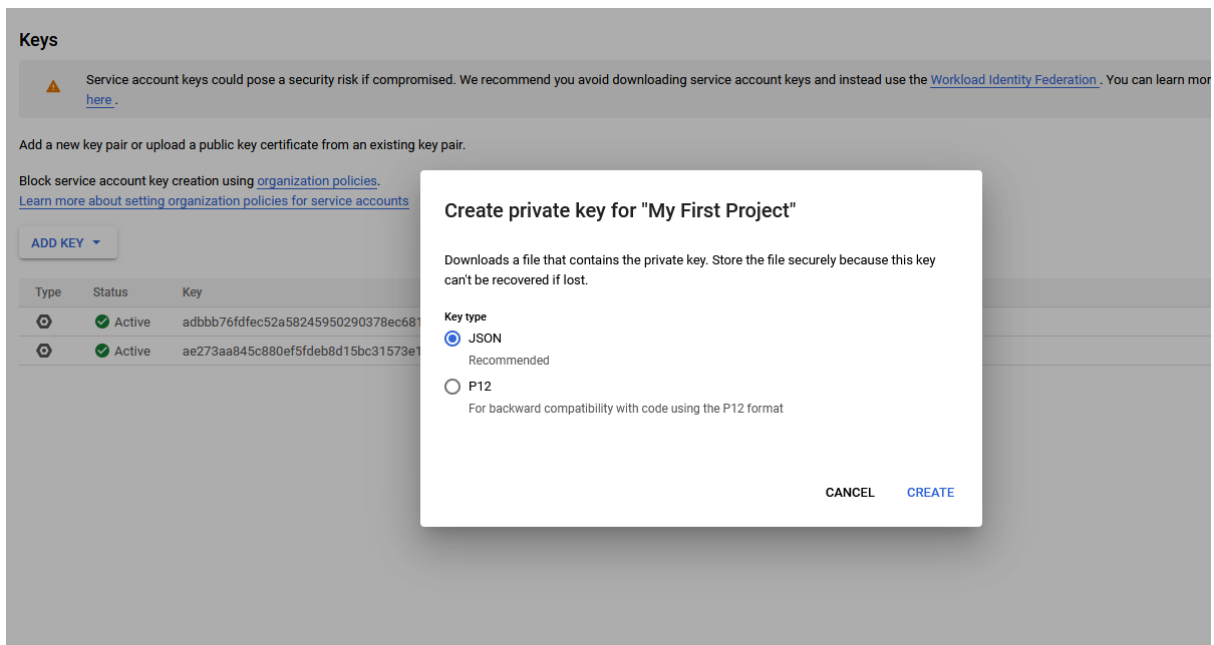 Keys
Service account keys could pose a security risk if compromised. We recommend you avoid downloading service account keys and instead use the Workload Identity Federation . You can learn mor
here .
Add a new key pair or upload a public key certificate from an existing key pair.
Block service account key creation using organization policies.
Learn more about setting organization policies for service accounts
ADD KEY
Type Status Key
Active adbbb76fdfec52a58245950290378ec681
Active ae273aa845c880ef5fdeb8d15bc31573e1
Create private key for "My First Project"
Downloads a file that contains the private key. Store the file securely because this key
can't be recovered if lost.
Key type
JSON
Recommended
P12
For backward compatibility with code using the P12 format
CANCEL CREATE